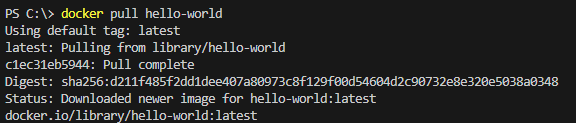 PS C:\> docker pull hello-world
Using default tag: latest
latest: Pulling from library/hello-world
c1ec31eb5944: Pull complete
Digest: sha256:d211f485f2dd1dee407a80973c8f129f00d54604d2c90732e8e320e5038a0348
Status: Downloaded newer image for hello-world:latest
docker.io/library/hello-world:latest